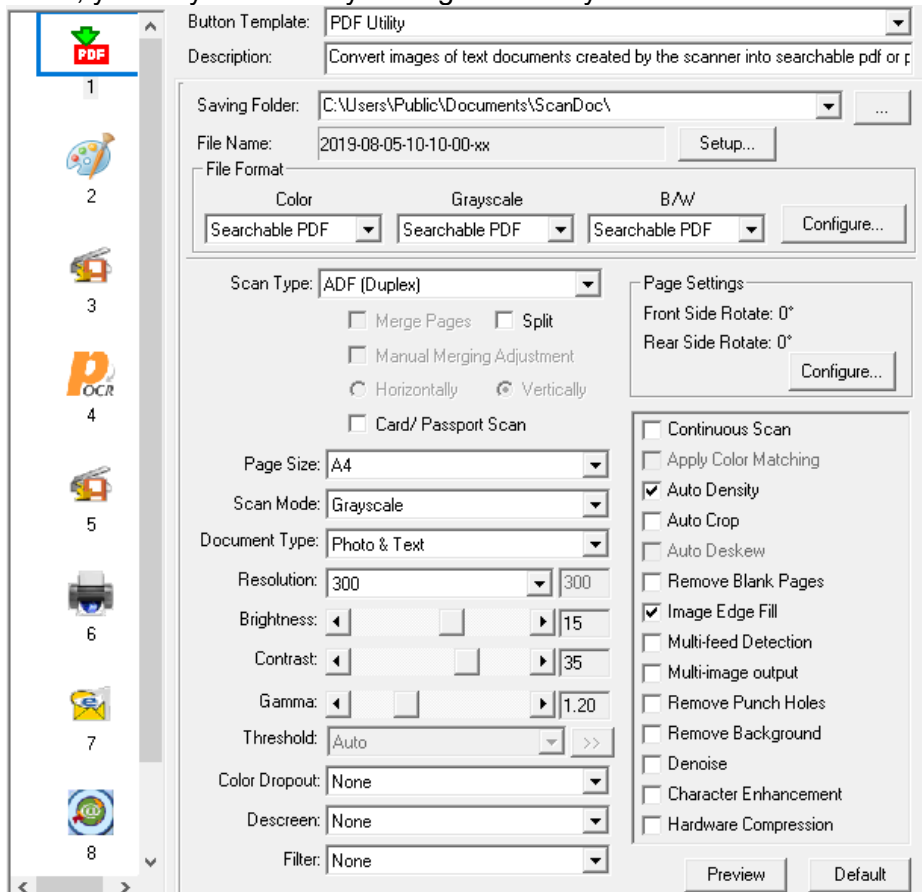 Button Template: PDF Utility
Description: Convert images of text documents created by the scanner into searchable pdf or
PDF
1
2
3
OCR
4
5
6
7
8
Saving Folder: C:\Users\Public\Documents\ScanDoc\ ...
File Name: 2019-08-05-10-10-00-xx Setup...
File Format
Color Grayscale B/W
Searchable PDF Searchable PDF Searchable PDF Configure...
Scan Type: ADF (Duplex)
Merge Pages Split
Manual Merging Adjustment
Horizontally Vertically
Card/ Passport Scan
Page Size: A4
Scan Mode: Grayscale
Document Type: Photo & Text
Resolution: 300 300
Brightness: 15
Contrast: 35
Gamma: 1.20
Threshold: Auto >>
Color Dropout: None
Descreen: None
Filter: None
Page Settings
Front Side Rotate: 0°
Rear Side Rotate: 0°
Configure...
Continuous Scan
Apply Color Matching
Auto Density
Auto Crop
Auto Deskew
Remove Blank Pages
Image Edge Fill
Multi-feed Detection
Multi-image output
Remove Punch Holes
Remove Background
Denoise
Character Enhancement
Hardware Compression
Preview Default